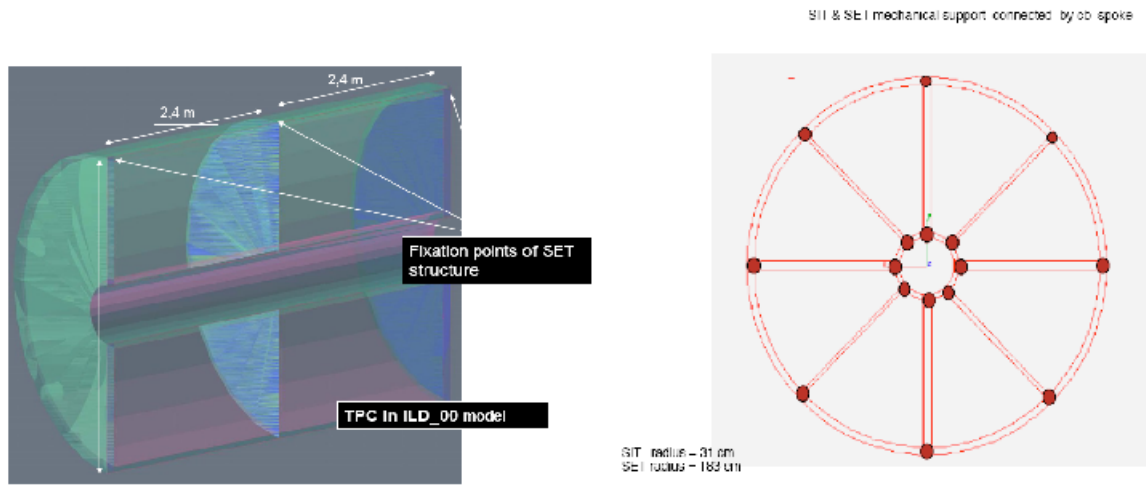 SIT & SET mechanical support connected by cb spoke
2,4 m
2,4 m
Fixation points of SET
structure
TPC in ILD_00 model
SIT radius = 31 cm
SET radius = 183 cm